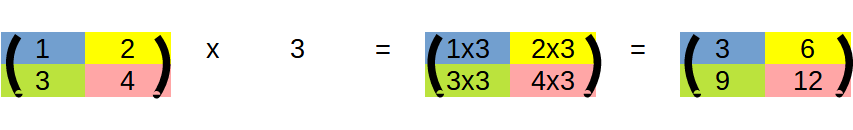 ( 1 2 ) x 3 = ( 1x3 2x3 ) = ( 3 6 )
( 3 4 ) ( 3x3 4x3 ) ( 9 12 )